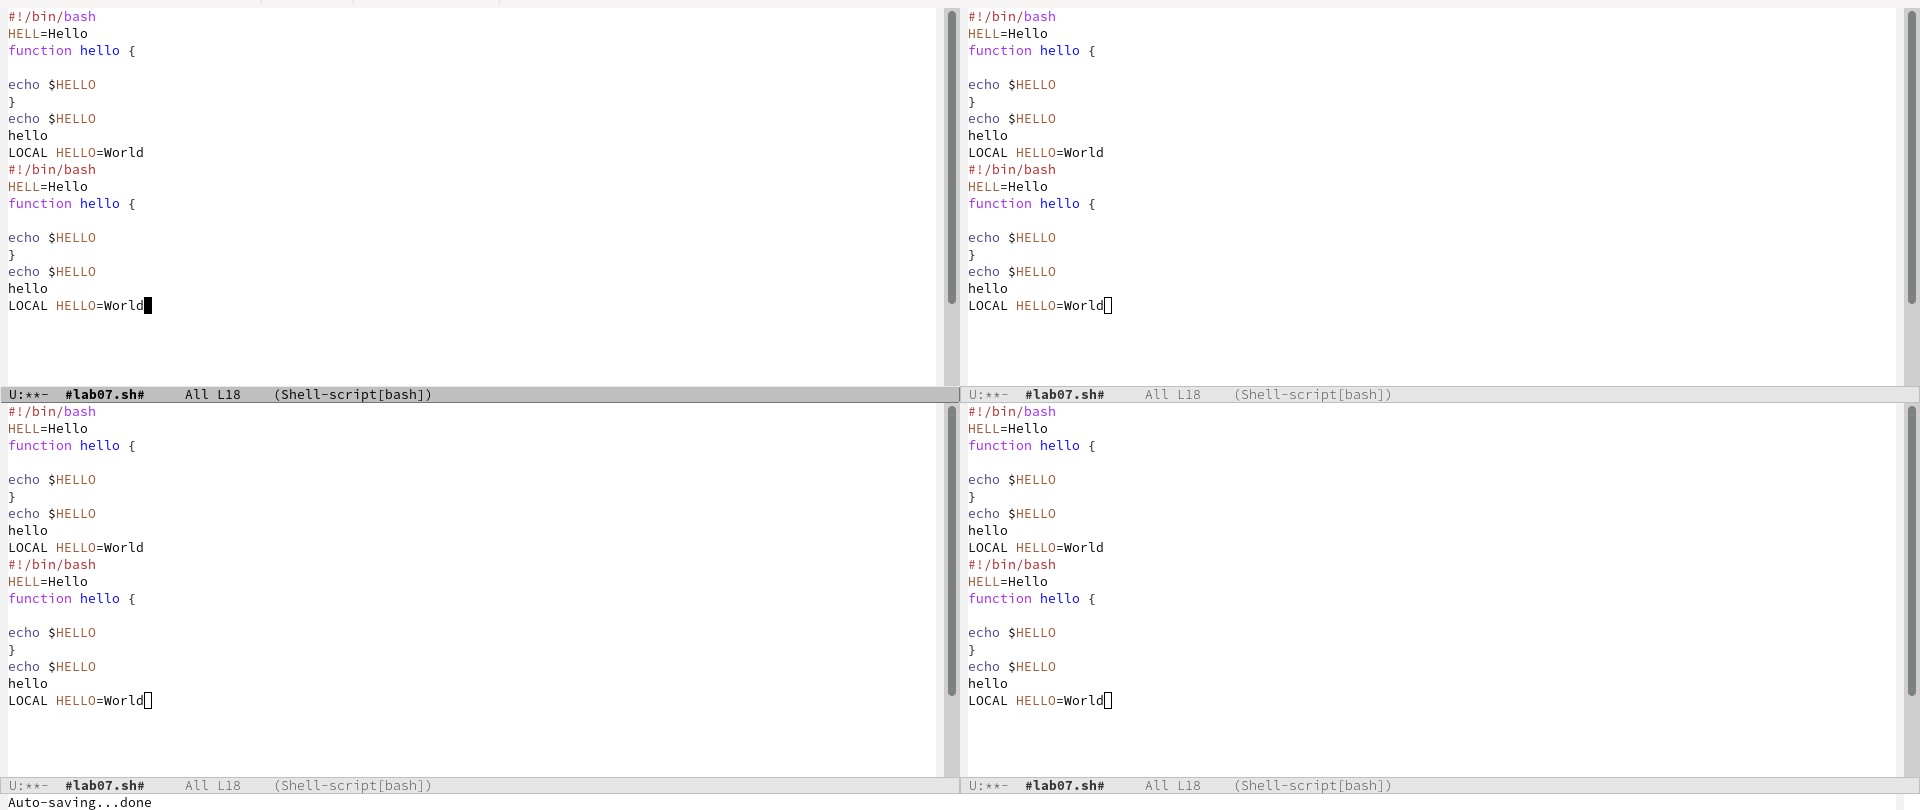 #!/bin/bash
HELL=Hello
function hello {

echo $HELLO
}
echo $HELLO
hello
LOCAL HELLO=World
#!/bin/bash
HELL=Hello
function hello {

echo $HELLO
}
echo $HELLO
hello
LOCAL HELLO=World
U:**-  #lab07.sh#     All L18    (Shell-script[bash])
#!/bin/bash
HELL=Hello
function hello {

echo $HELLO
}
echo $HELLO
hello
LOCAL HELLO=World
#!/bin/bash
HELL=Hello
function hello {

echo $HELLO
}
echo $HELLO
hello
LOCAL HELLO=World
U:**-  #lab07.sh#     All L18    (Shell-script[bash])
#!/bin/bash
HELL=Hello
function hello {

echo $HELLO
}
echo $HELLO
hello
LOCAL HELLO=World
#!/bin/bash
HELL=Hello
function hello {

echo $HELLO
}
echo $HELLO
hello
LOCAL HELLO=World
U:**-  #lab07.sh#     All L18    (Shell-script[bash])
#!/bin/bash
HELL=Hello
function hello {

echo $HELLO
}
echo $HELLO
hello
LOCAL HELLO=World
#!/bin/bash
HELL=Hello
function hello {

echo $HELLO
}
echo $HELLO
hello
LOCAL HELLO=World
U:**-  #lab07.sh#     All L18    (Shell-script[bash])
Auto-saving...done